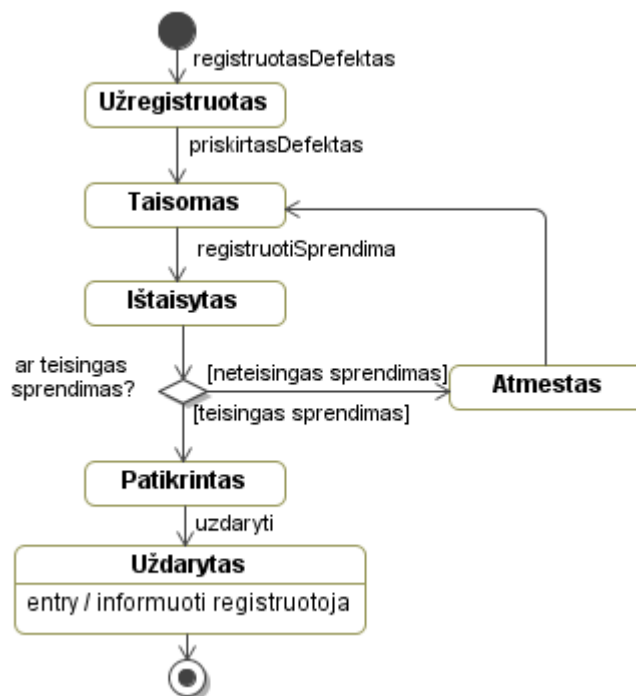 registruotasDefektas
Užregistruotas
priskirtasDefektas
Taisomas
registruotiSprendima
Ištaisytas
ar teisingas
sprendimas?
[neteisingas sprendimas]
Atmestas
[teisingas sprendimas]
Patikrintas
uzdaryti
Uždarytas
entry / informuoti registruotoja